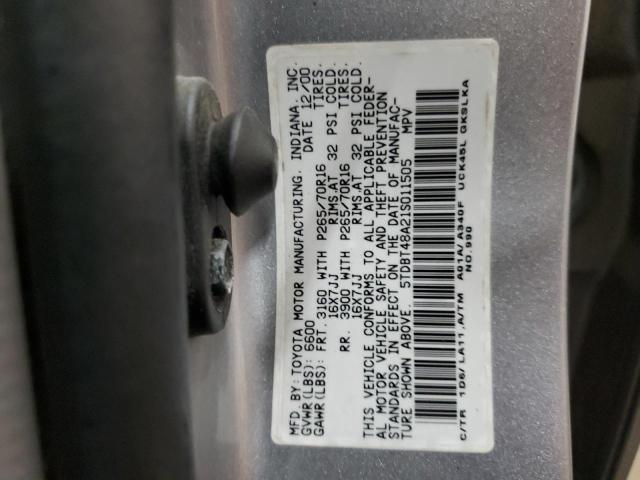 MFD.BY:TOYOTA MOTOR MANUFACTURING, INDIANA, INC.
GVWR(LBS): 6600 DATE 12/00
GAWR(LBS): FRT. 3160 WITH P265/70R16 TIRES,
16X7JJ RIMS,AT 32 PSI COLD.
RR. 3900 WITH P265/70R16 TIRES,
16X7JJ RIMS,AT 32 PSI COLD.
THIS VEHICLE CONFORMS TO ALL APPLICABLE FEDER-
AL MOTOR VEHICLE SAFETY AND THEFT PREVENTION
STANDARDS IN EFFECT ON THE DATE OF MANUFAC-
TURE SHOWN ABOVE. 5TDBT48A21S011505 MPV
C/TR 1D6/LA11,A/TM A01A/A340F UCK45L GKSLKA
NO.990